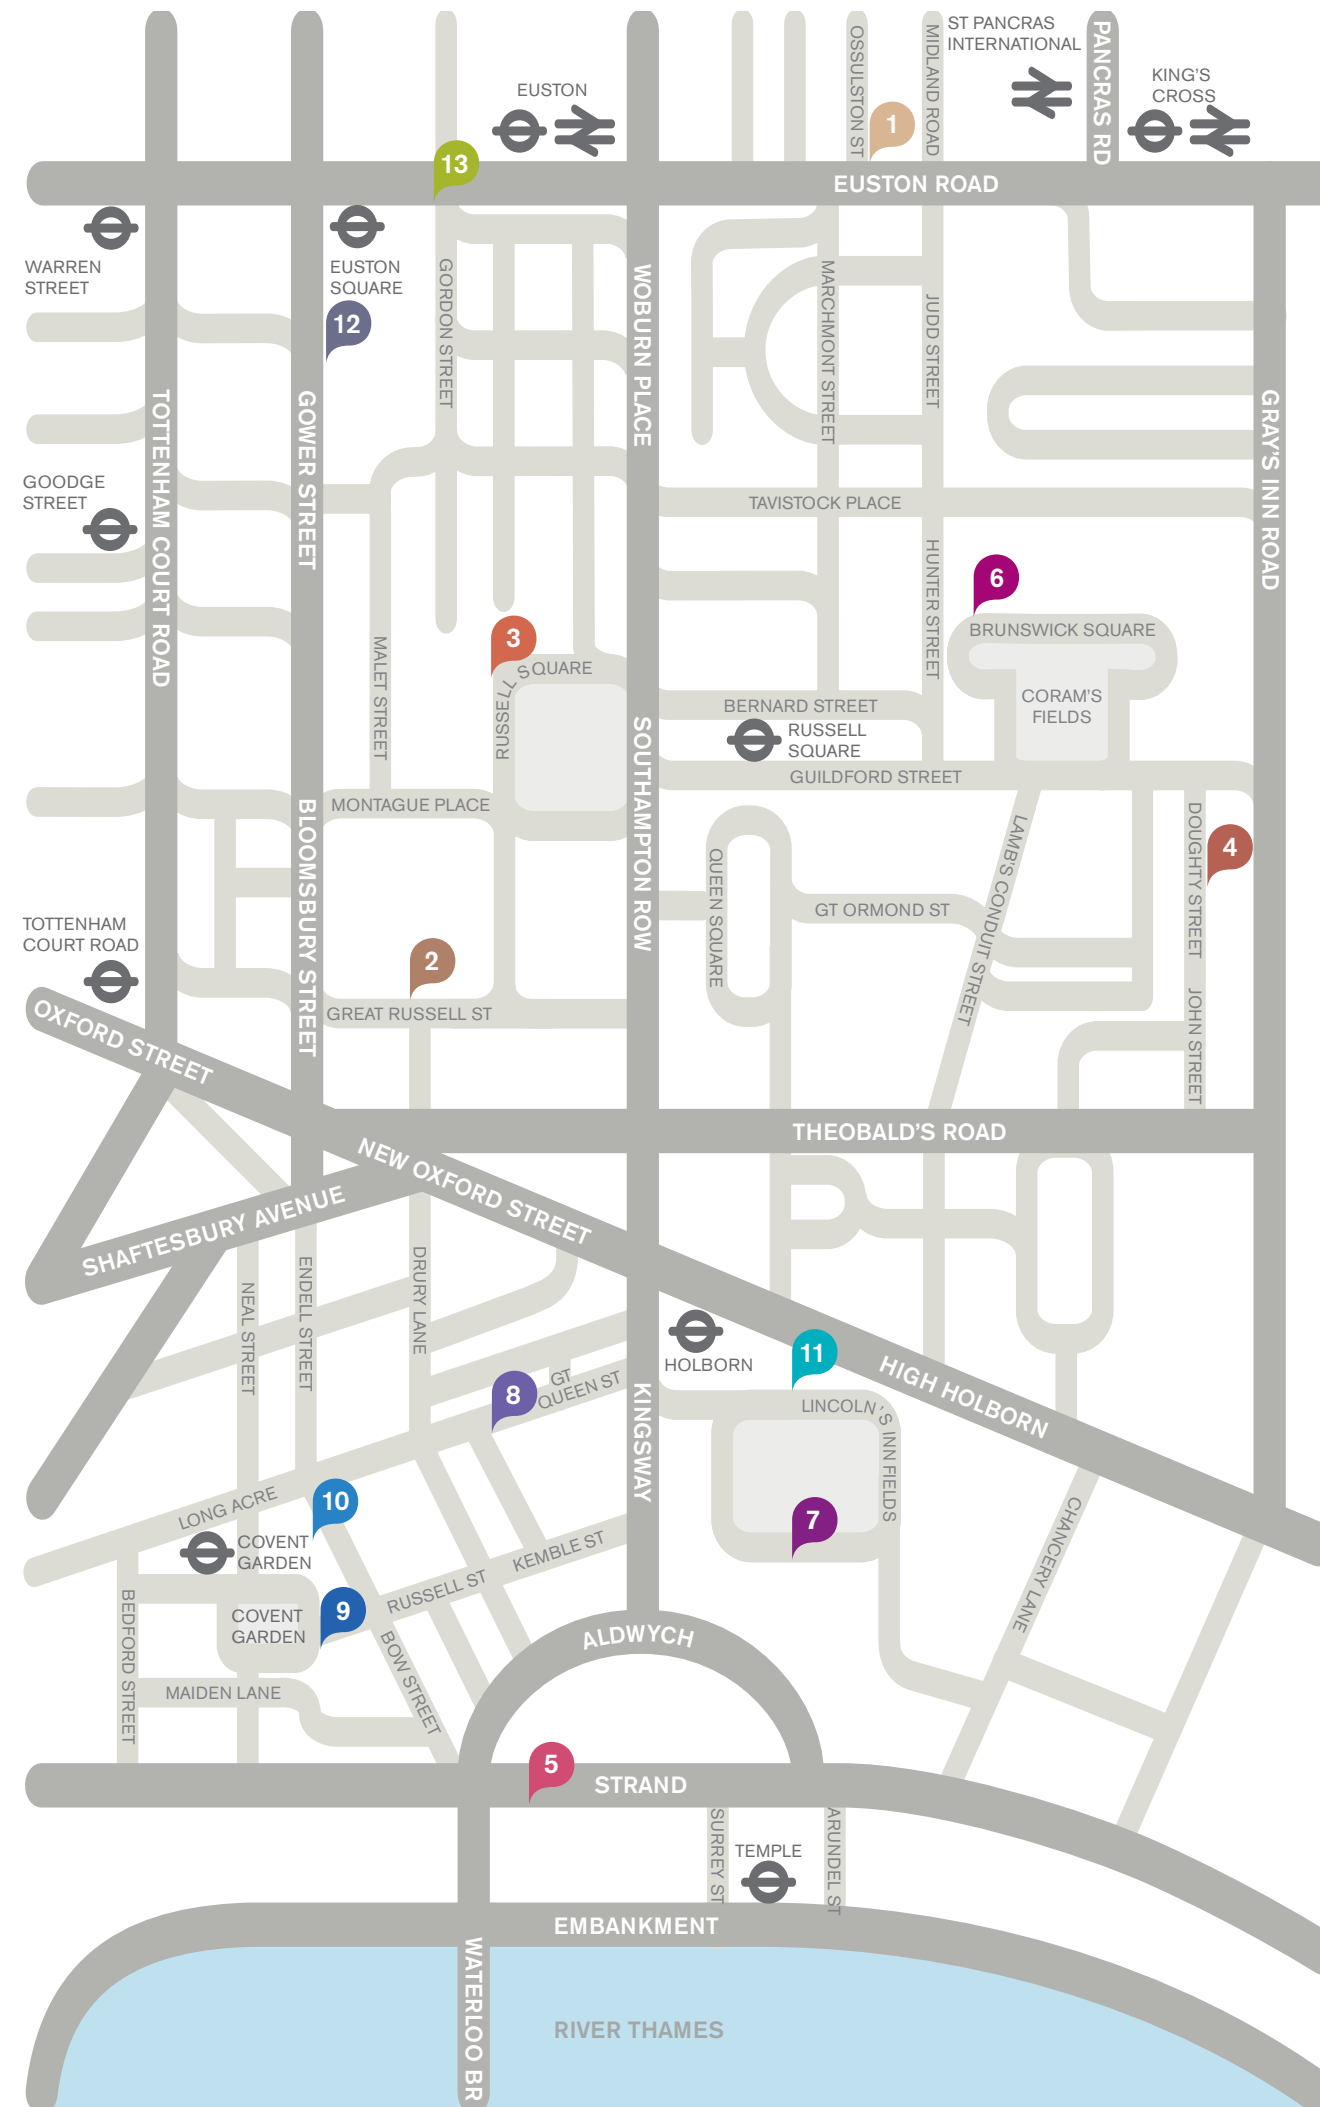 ST PANCRAS
INTERNATIONAL
PANCRAS RD
OSSULSTON ST
MIDLAND ROAD
KING'S
CROSS
EUSTON
1
13
EUSTON ROAD
WARREN
STREET
EUSTON
SQUARE
12
GORDON STREET
WOBURN PLACE
MARCHMONT STREET
JUDD STREET
TOTTENHAM COURT ROAD
GOWER STREET
GRAY'S INN ROAD
GOODGE
STREET
TAVISTOCK PLACE
HUNTER STREET
6
BRUNSWICK SQUARE
3
RUSSELL SQUARE
MALET STREET
CORAM'S
FIELDS
BERNARD STREET
RUSSELL
SQUARE
SOUTHAMPTON ROW
GUILDFORD STREET
MONTAGUE PLACE
BLOOMSBURY STREET
LAMB'S CONDUIT STREET
DOUGHTY STREET
4
QUEEN SQUARE
GT ORMOND ST
TOTTENHAM
COURT ROAD
2
JOHN STREET
GREAT RUSSELL ST
OXFORD STREET
THEOBALD'S ROAD
NEW OXFORD STREET
SHAFTESBURY AVENUE
DRURY LANE
ENDELL STREET
NEAL STREET
HOLBORN
11
HIGH HOLBORN
8
GT
QUEEN ST
KINGSWAY
LINCOLN'S INN FIELDS
LONG ACRE
10
7
CHANCERY LANE
COVENT
GARDEN
KEMBLE ST
RUSSELL ST
BEDFORD STREET
COVENT
GARDEN
9
BOW STREET
ALDWYCH
MAIDEN LANE
5
STRAND
SURREY ST
ARUNDEL ST
TEMPLE
EMBANKMENT
WATERLOO BR
RIVER THAMES